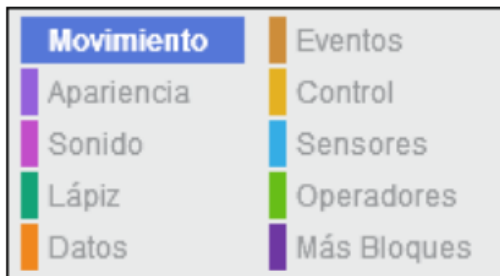 Movimiento Eventos
Apariencia Control
Sonido Sensores
Lápiz Operadores
Datos Más Bloques